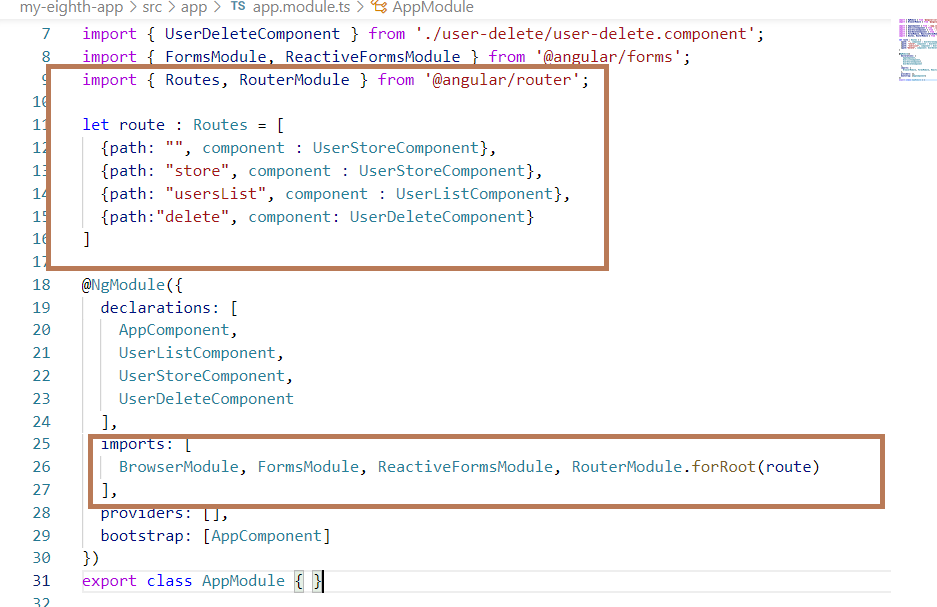 my-eighth-app > src > app > TS app.module.ts > AppModule
7 import { UserDeleteComponent } from './user-delete/user-delete.component';
8 import { FormsModule, ReactiveFormsModule } from '@angular/forms';
9 import { Routes, RouterModule } from '@angular/router';
10
11 let route : Routes = [
12 {path: "", component : UserStoreComponent},
13 {path: "store", component : UserStoreComponent},
14 {path: "usersList", component : UserListComponent},
15 {path:"delete", component: UserDeleteComponent}
16 ]
17
18 @NgModule({
19 declarations: [
20 AppComponent,
21 UserListComponent,
22 UserStoreComponent,
23 UserDeleteComponent
24 ],
25 imports: [
26 BrowserModule, FormsModule, ReactiveFormsModule, RouterModule.forRoot(route)
27 ],
28 providers: [],
29 bootstrap: [AppComponent]
30 })
31 export class AppModule { }
32